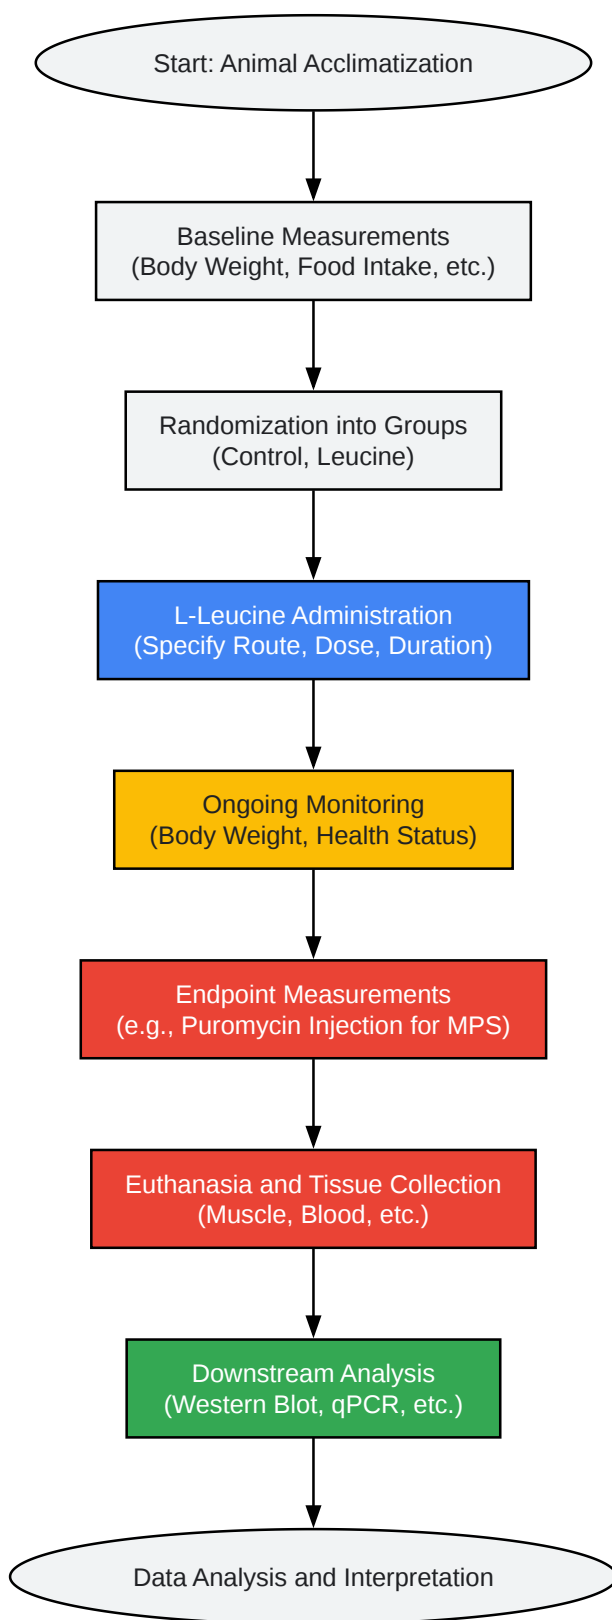 Start: Animal Acclimatization
Baseline Measurements
(Body Weight, Food Intake, etc.)
Randomization into Groups
(Control, Leucine)
L-Leucine Administration
(Specify Route, Dose, Duration)
Ongoing Monitoring
(Body Weight, Health Status)
Endpoint Measurements
(e.g., Puromycin Injection for MPS)
Euthanasia and Tissue Collection
(Muscle, Blood, etc.)
Downstream Analysis
(Western Blot, qPCR, etc.)
Data Analysis and Interpretation